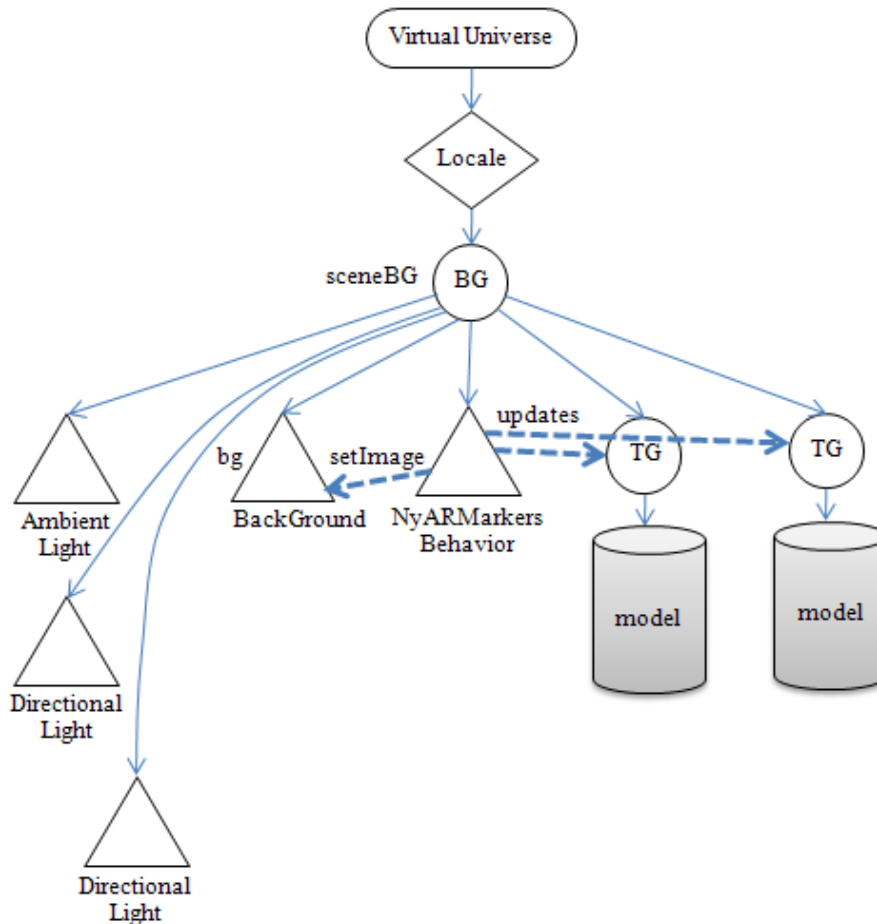 Virtual Universe
Locale
sceneBG
BG
updates
bg
setImage
TG
TG
Ambient
Light
BackGround
NyARMarkers
Behavior
model
model
Directional
Light
Directional
Light